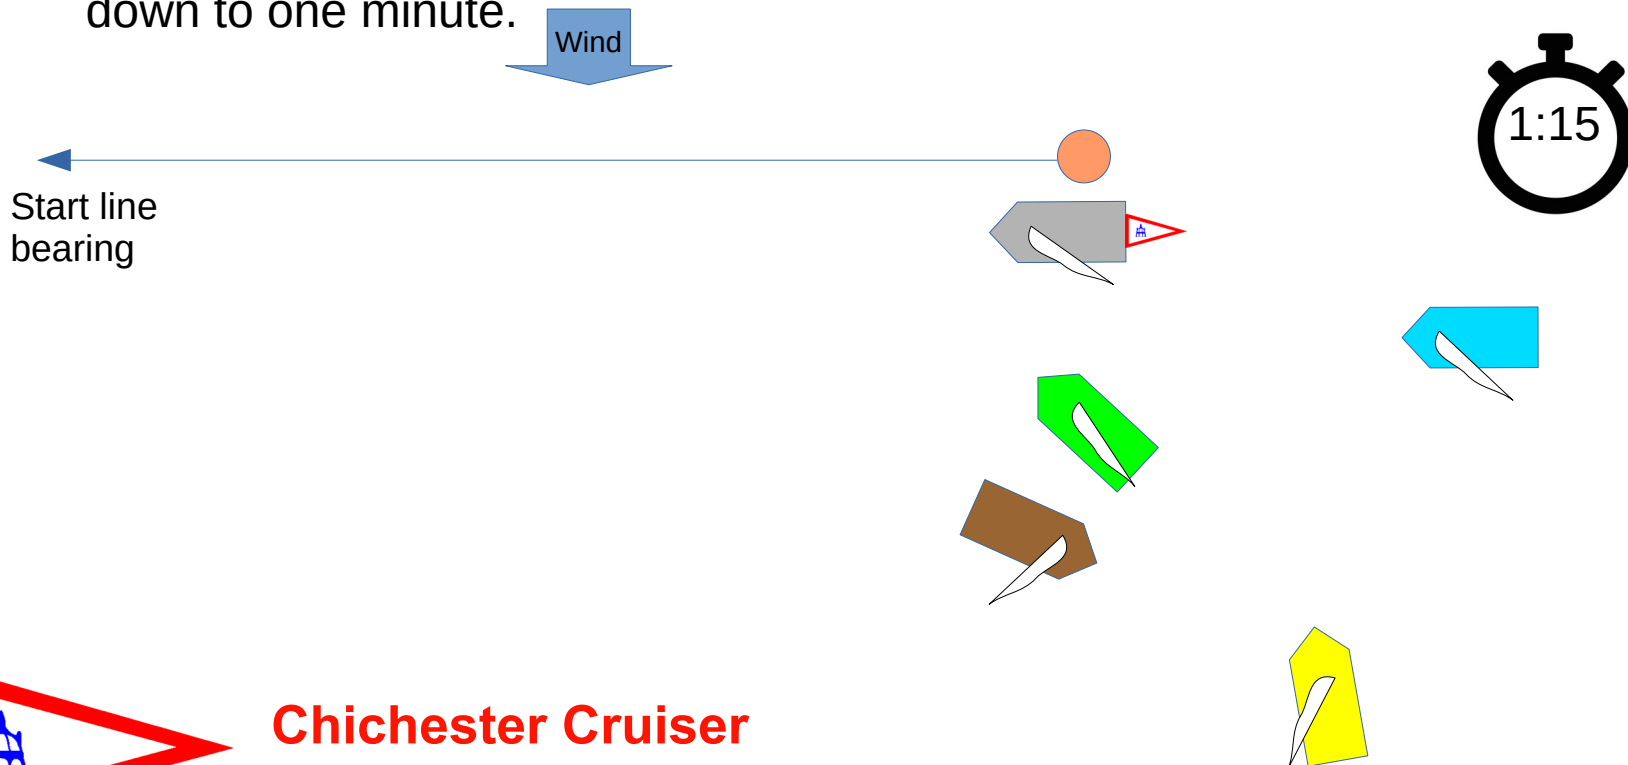 down to one minute.
Wind
1:15
Start line
bearing
Chichester Cruiser